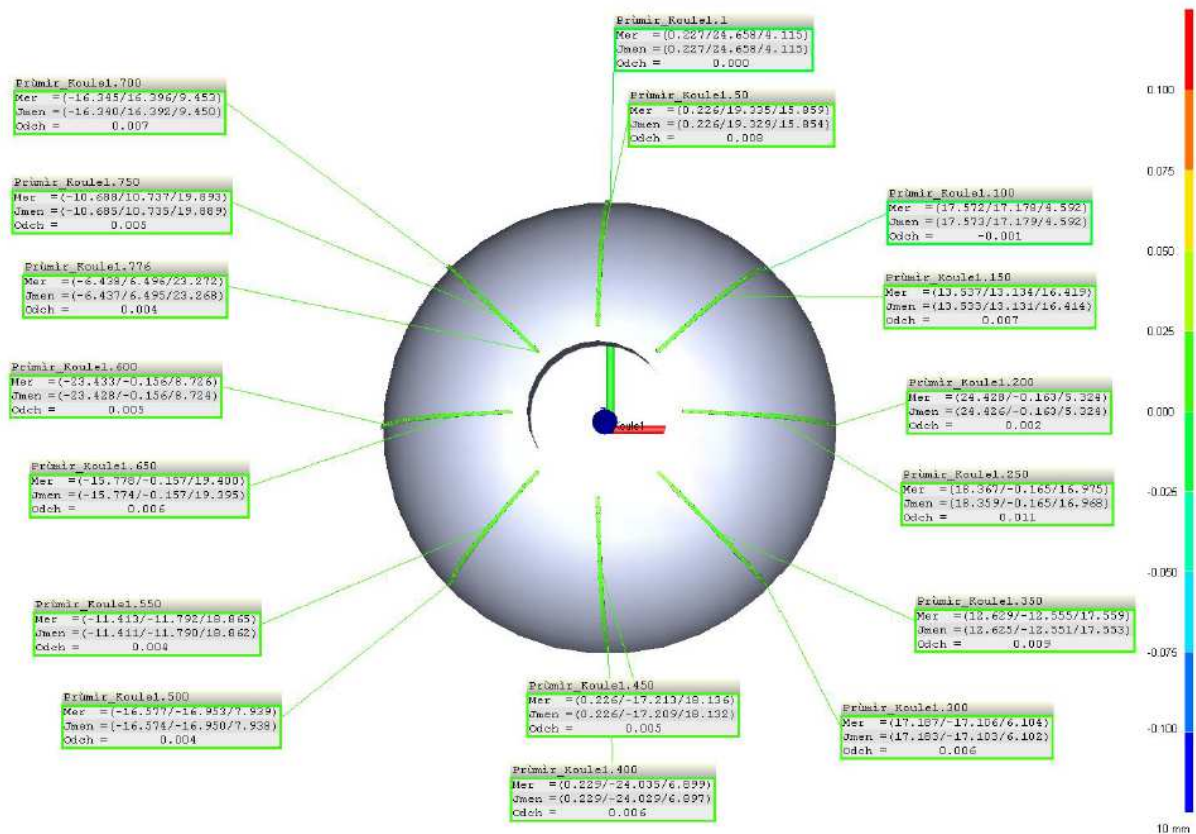 Prùmìr_Koule1.1
Mer =(0.227/24.658/4.115)
Jmen =(0.227/24.658/4.115)
Odch = 0.000
Prùmìr_Koule1.700
Mer =(-16.345/16.396/9.453)
Jmen =(-16.340/16.392/9.450)
Odch = 0.007
Prùmìr_Koule1.50
Mer =(0.226/19.335/15.859)
Jmen =(0.226/19.329/15.854)
Odch = 0.008
Prùmìr_Koule1.750
Mer =(-10.688/10.737/19.893)
Jmen =(-10.685/10.735/19.889)
Odch = 0.005
Prùmìr_Koule1.100
Mer =(17.572/17.178/4.592)
Jmen =(17.573/17.179/4.592)
Odch = -0.001
Prùmìr_Koule1.776
Mer =(-6.438/6.496/23.272)
Jmen =(-6.437/6.495/23.268)
Odch = 0.004
Prùmìr_Koule1.150
Mer =(13.537/13.134/16.419)
Jmen =(13.533/13.131/16.414)
Odch = 0.007
Prùmìr_Koule1.600
Mer =(-23.433/-0.156/8.726)
Jmen =(-23.428/-0.156/8.724)
Odch = 0.005
Prùmìr_Koule1.200
Mer =(24.428/-0.163/5.324)
Jmen =(24.426/-0.163/5.324)
Odch = 0.002
Koule1
Prùmìr_Koule1.650
Mer =(-15.778/-0.157/19.400)
Jmen =(-15.774/-0.157/19.395)
Odch = 0.006
Prùmìr_Koule1.250
Mer =(18.367/-0.165/16.975)
Jmen =(18.359/-0.165/16.968)
Odch = 0.011
Prùmìr_Koule1.550
Mer =(-11.413/-11.792/18.865)
Jmen =(-11.411/-11.790/18.862)
Odch = 0.004
Prùmìr_Koule1.350
Mer =(12.629/-12.555/17.559)
Jmen =(12.625/-12.551/17.553)
Odch = 0.009
Prùmìr_Koule1.500
Mer =(-16.577/-16.953/7.939)
Jmen =(-16.574/-16.950/7.938)
Odch = 0.004
Prùmìr_Koule1.450
Mer =(0.226/-17.213/18.136)
Jmen =(0.226/-17.209/18.132)
Odch = 0.005
Prùmìr_Koule1.300
Mer =(17.187/-17.106/6.104)
Jmen =(17.183/-17.103/6.102)
Odch = 0.006
Prùmìr_Koule1.400
Mer =(0.229/-24.035/6.899)
Jmen =(0.229/-24.029/6.897)
Odch = 0.006
0.100
0.075
0.050
0.025
0.000
-0.025
-0.050
-0.075
-0.100
10 mm